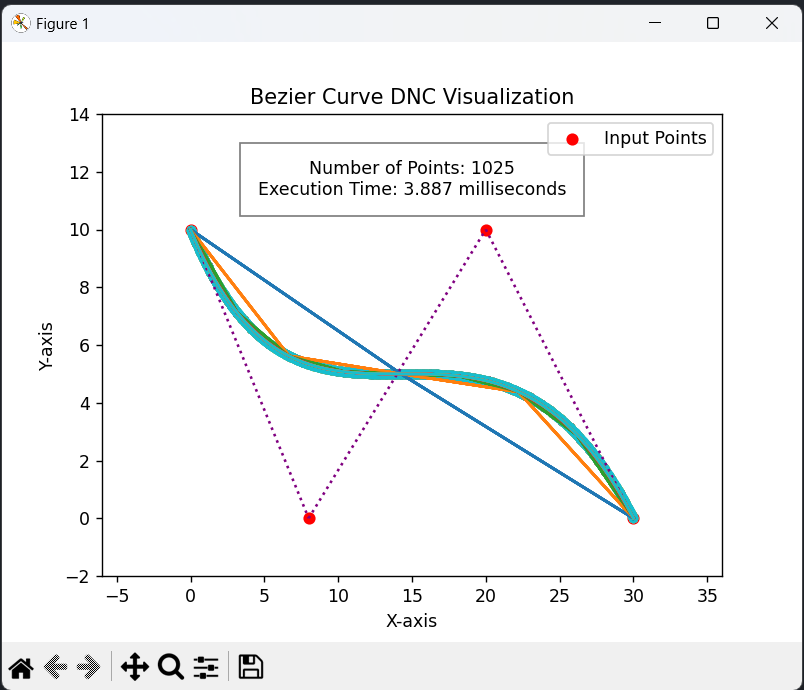 Figure 1
Bezier Curve DNC Visualization
Input Points
Number of Points: 1025
Execution Time: 3.887 milliseconds
14
12
10
8
6
4
2
0
−2
Y-axis
−5
0
5
10
15
20
25
30
35
X-axis